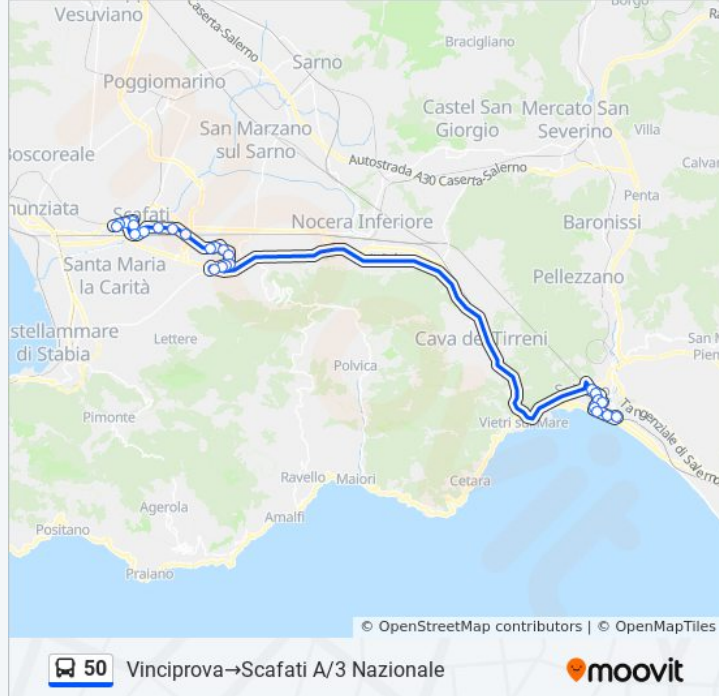 Vesuviano
Caserta-Salerno
Sarno
Bracigliano
Poggiomarino
San Marzano
sul Sarno
Castel San
Giorgio
Mercato San
Severino
Villa
Boscoreale
Autostrada A30 Caserta-Salerno
Calvar
Penta
nunziata
Scafati
Nocera Inferiore
Baronissi
Santa Maria
la Carità
Pellezzano
stellammare
di Stabia
Lettere
Cava de
Tirreni
San M
Pien
Polvica
Pimonte
Vietri sul Mare
Tangenziale di Salerno
Ravello
Maiori
Cetara
Agerola
Amalfi
Positano
Praiano
© OpenStreetMap contributors | © OpenMapTiles
50
Vinciprova→Scafati A/3 Nazionale
moovit